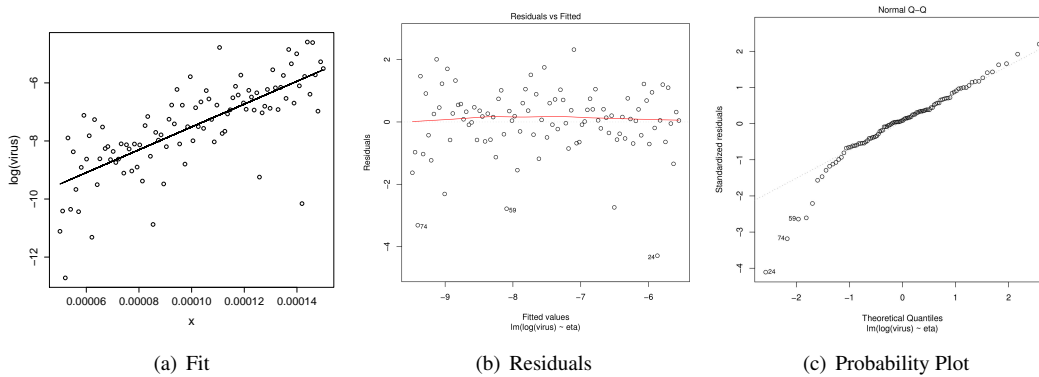 log(virus)
−6
−8
−10
−12
0.00006
0.00008
0.00010
0.00012
0.00014
x
(a) Fit
Residuals vs Fitted
Residuals
2
0
−2
−4
59
74
24
−9
−8
−7
−6
Fitted values
lm(log(virus) ~ eta)
(b) Residuals
Normal Q−Q
Standardized residuals
2
1
0
−1
−2
−3
−4
59
74
24
−2
−1
0
1
2
Theoretical Quantiles
lm(log(virus) ~ eta)
(c) Probability Plot